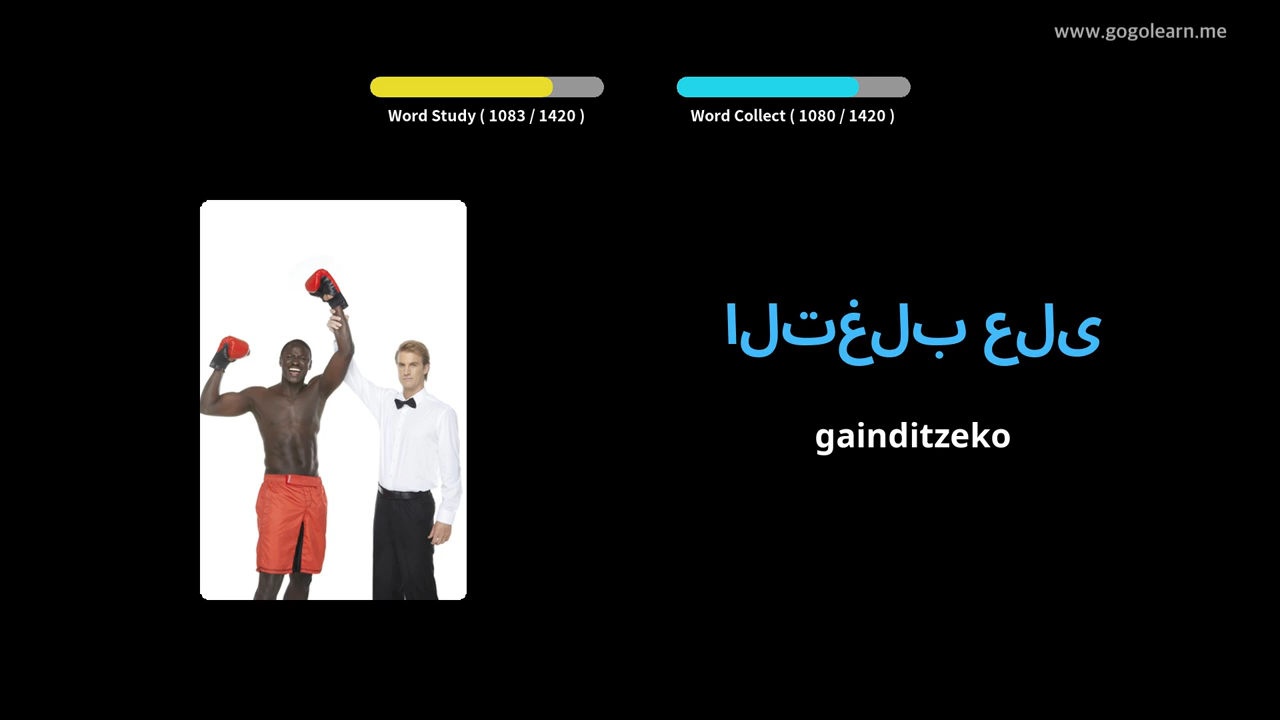 www.gogolearn.me
Word Study ( 1083 / 1420 )
Word Collect ( 1080 / 1420 )
التغلب على
gainditzeko